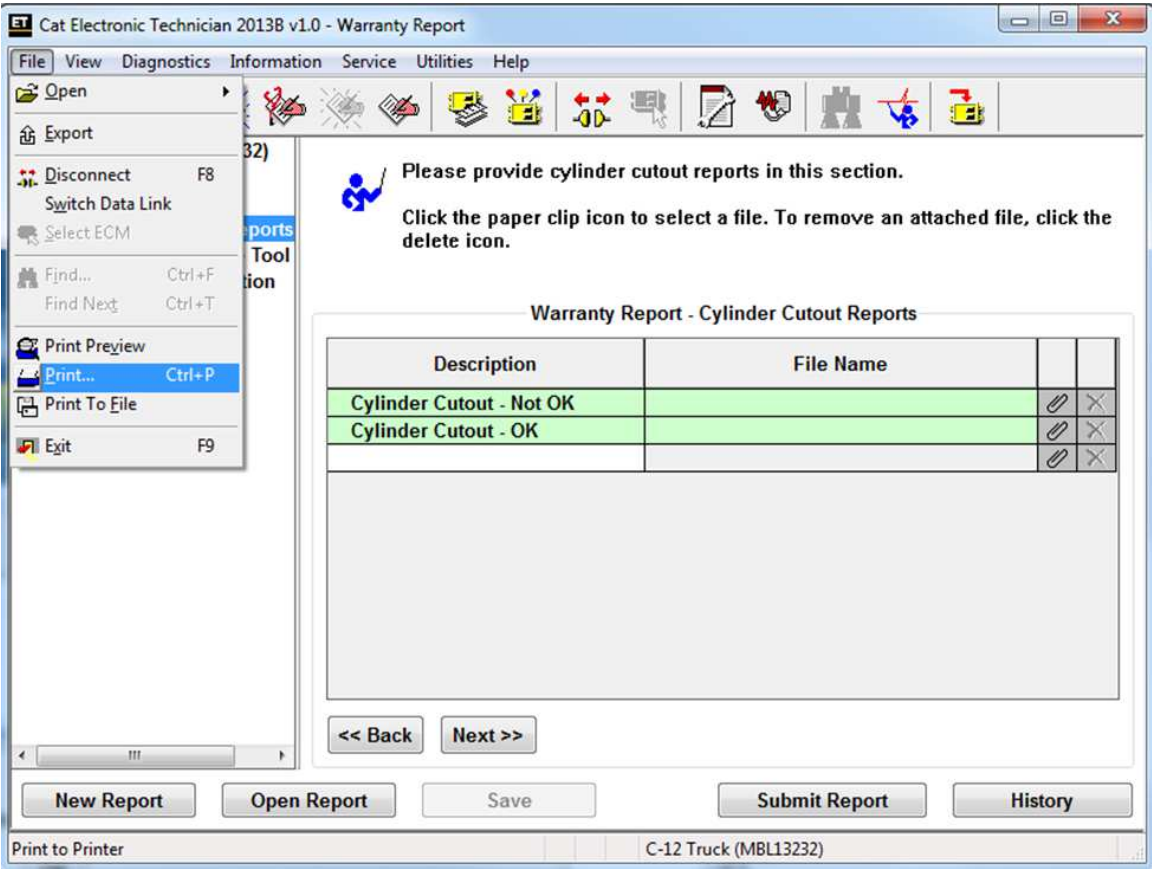 ET Cat Electronic Technician 2013B v1.0 - Warranty Report
File View Diagnostics Information Service Utilities Help
Open
Export
Disconnect F8
Switch Data Link
Select ECM
Find... Ctrl+F
Find Next Ctrl+T
Print Preview
Print... Ctrl+P
Print To File
Exit F9
32)
ports
Tool
tion
Please provide cylinder cutout reports in this section.
Click the paper clip icon to select a file. To remove an attached file, click the
delete icon.
Warranty Report - Cylinder Cutout Reports
Description File Name
Cylinder Cutout - Not OK
Cylinder Cutout - OK
<< Back Next >>
New Report Open Report Save Submit Report History
Print to Printer C-12 Truck (MBL13232)